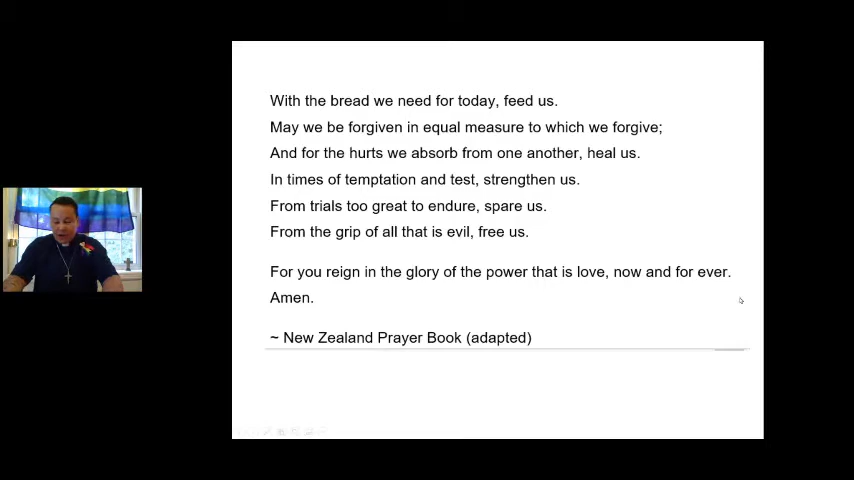 With the bread we need for today, feed us.
May we be forgiven in equal measure to which we forgive;
And for the hurts we absorb from one another, heal us.
In times of temptation and test, strengthen us.
From trials too great to endure, spare us.
From the grip of all that is evil, free us.
For you reign in the glory of the power that is love, now and for ever.
Amen.
~ New Zealand Prayer Book (adapted)